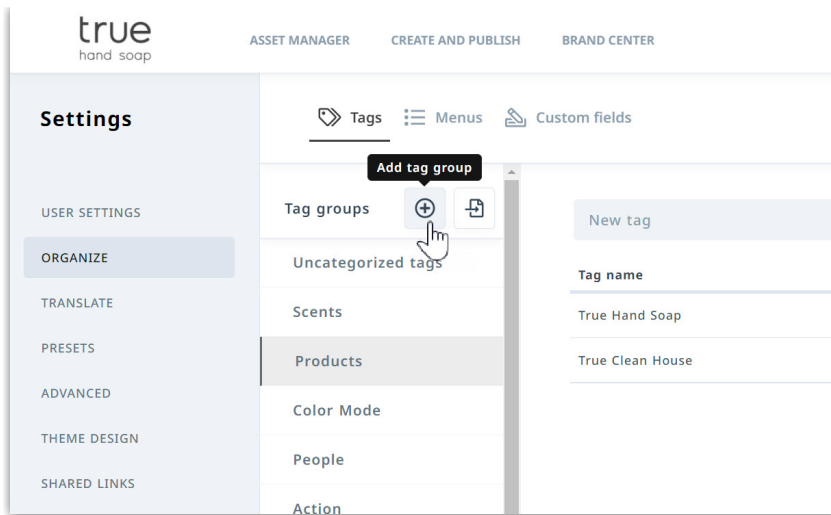 true
hand soap
ASSET MANAGER
CREATE AND PUBLISH
BRAND CENTER
Settings
USER SETTINGS
ORGANIZE
TRANSLATE
PRESETS
ADVANCED
THEME DESIGN
SHARED LINKS
Tags
Menus
Custom fields
Add tag group
Tag groups
Uncategorized tags
Scents
Products
Color Mode
People
Action
New tag
Tag name
True Hand Soap
True Clean House